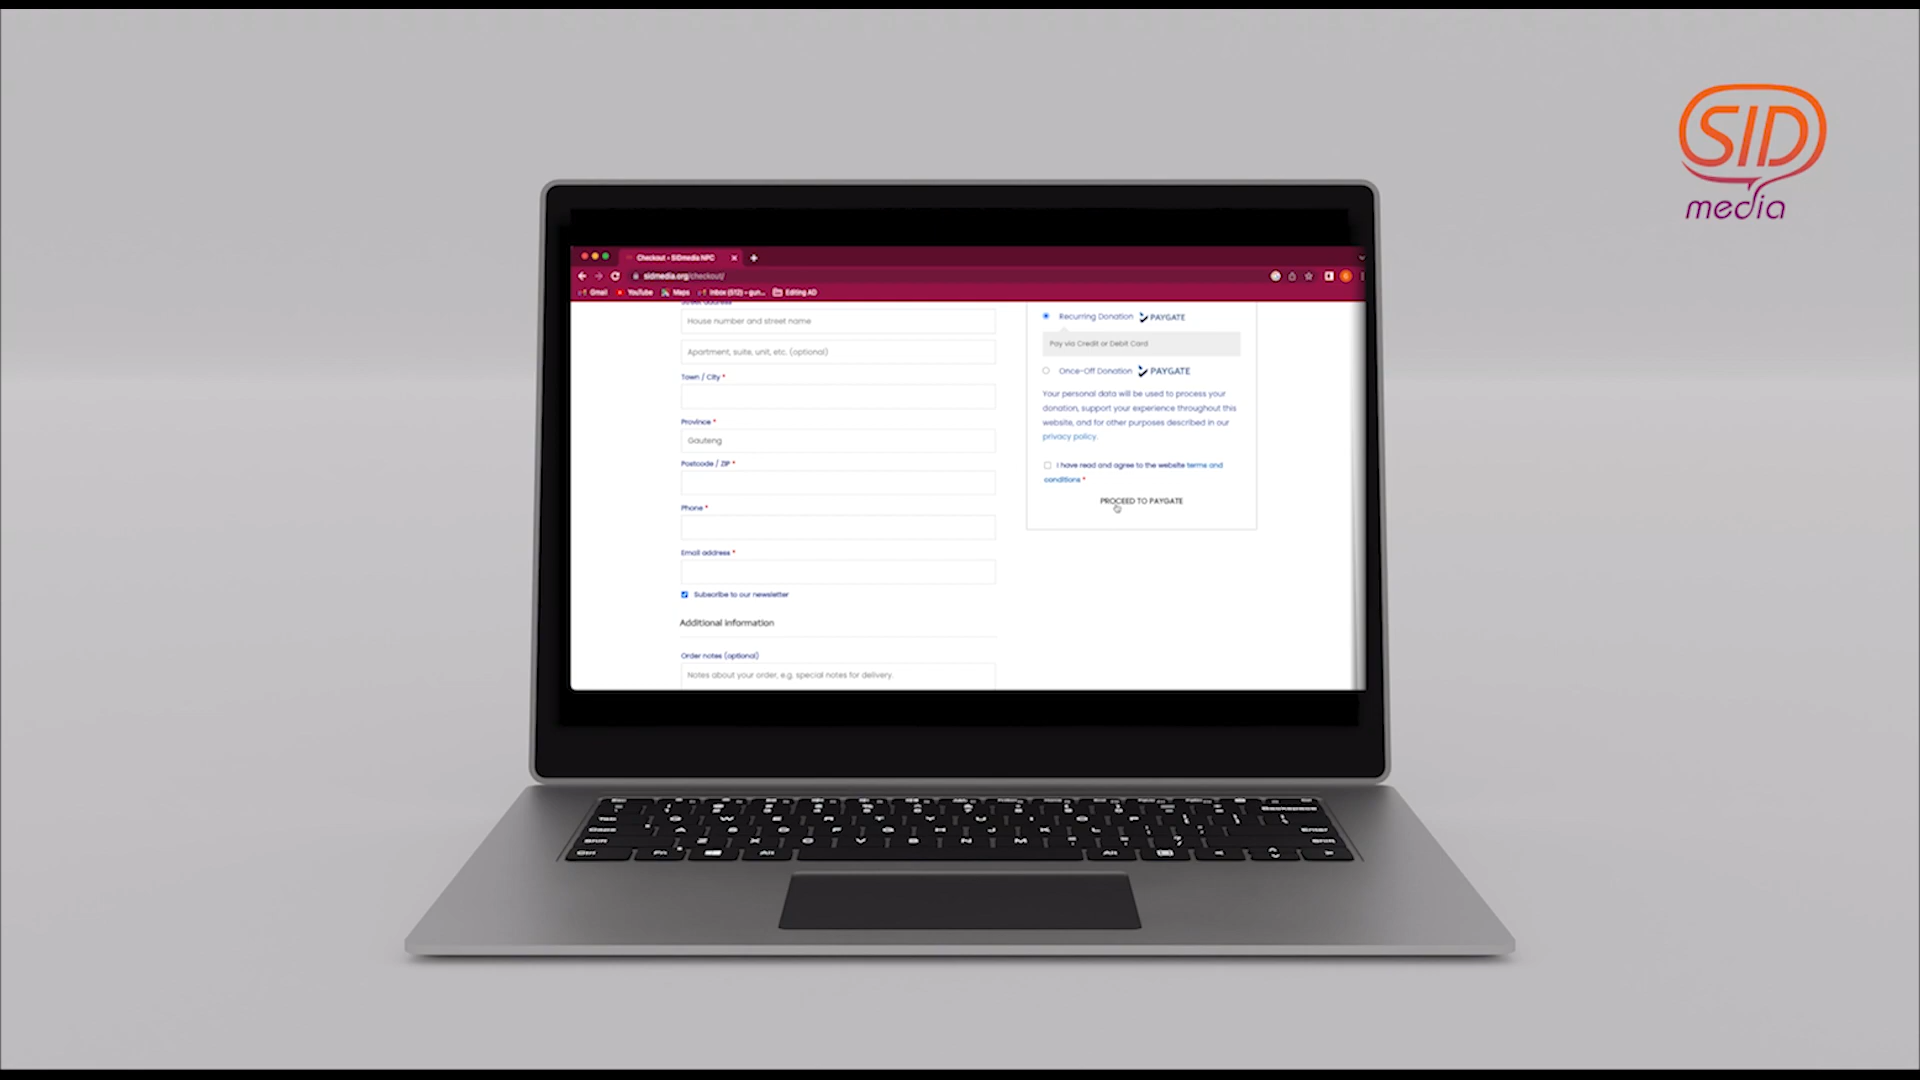 SID
media
Checkout • SIDmedia NPC
sidmedia.org/checkout/
Gmail
YouTube
Maps
Inbox (512) - gun...
Editing AD
Street address
House number and street name
Apartment, suite, unit, etc. (optional)
Town / City *
Province *
Gauteng
Postcode / ZIP *
Phone *
Email address *
Subscribe to our newsletter
Additional information
Order notes (optional)
Notes about your order, e.g. special notes for delivery.
Recurring Donation PAYGATE
Pay via Credit or Debit Card
Once-Off Donation PAYGATE
Your personal data will be used to process your
donation, support your experience throughout this
website, and for other purposes described in our
privacy policy.
I have read and agree to the website terms and
conditions *
PROCEED TO PAYGATE